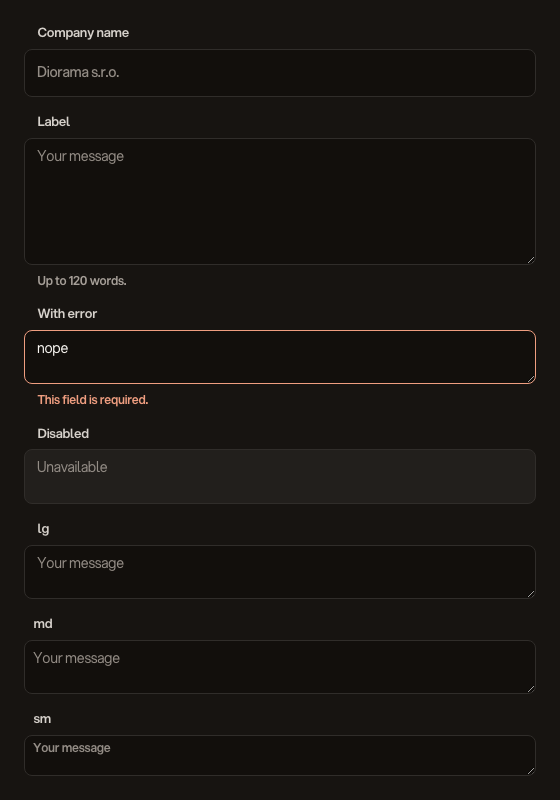 Company name
Diorama s.r.o.
Label
Your message
Up to 120 words.
With error
nope
This field is required.
Disabled
Unavailable
lg
Your message
md
Your message
sm
Your message